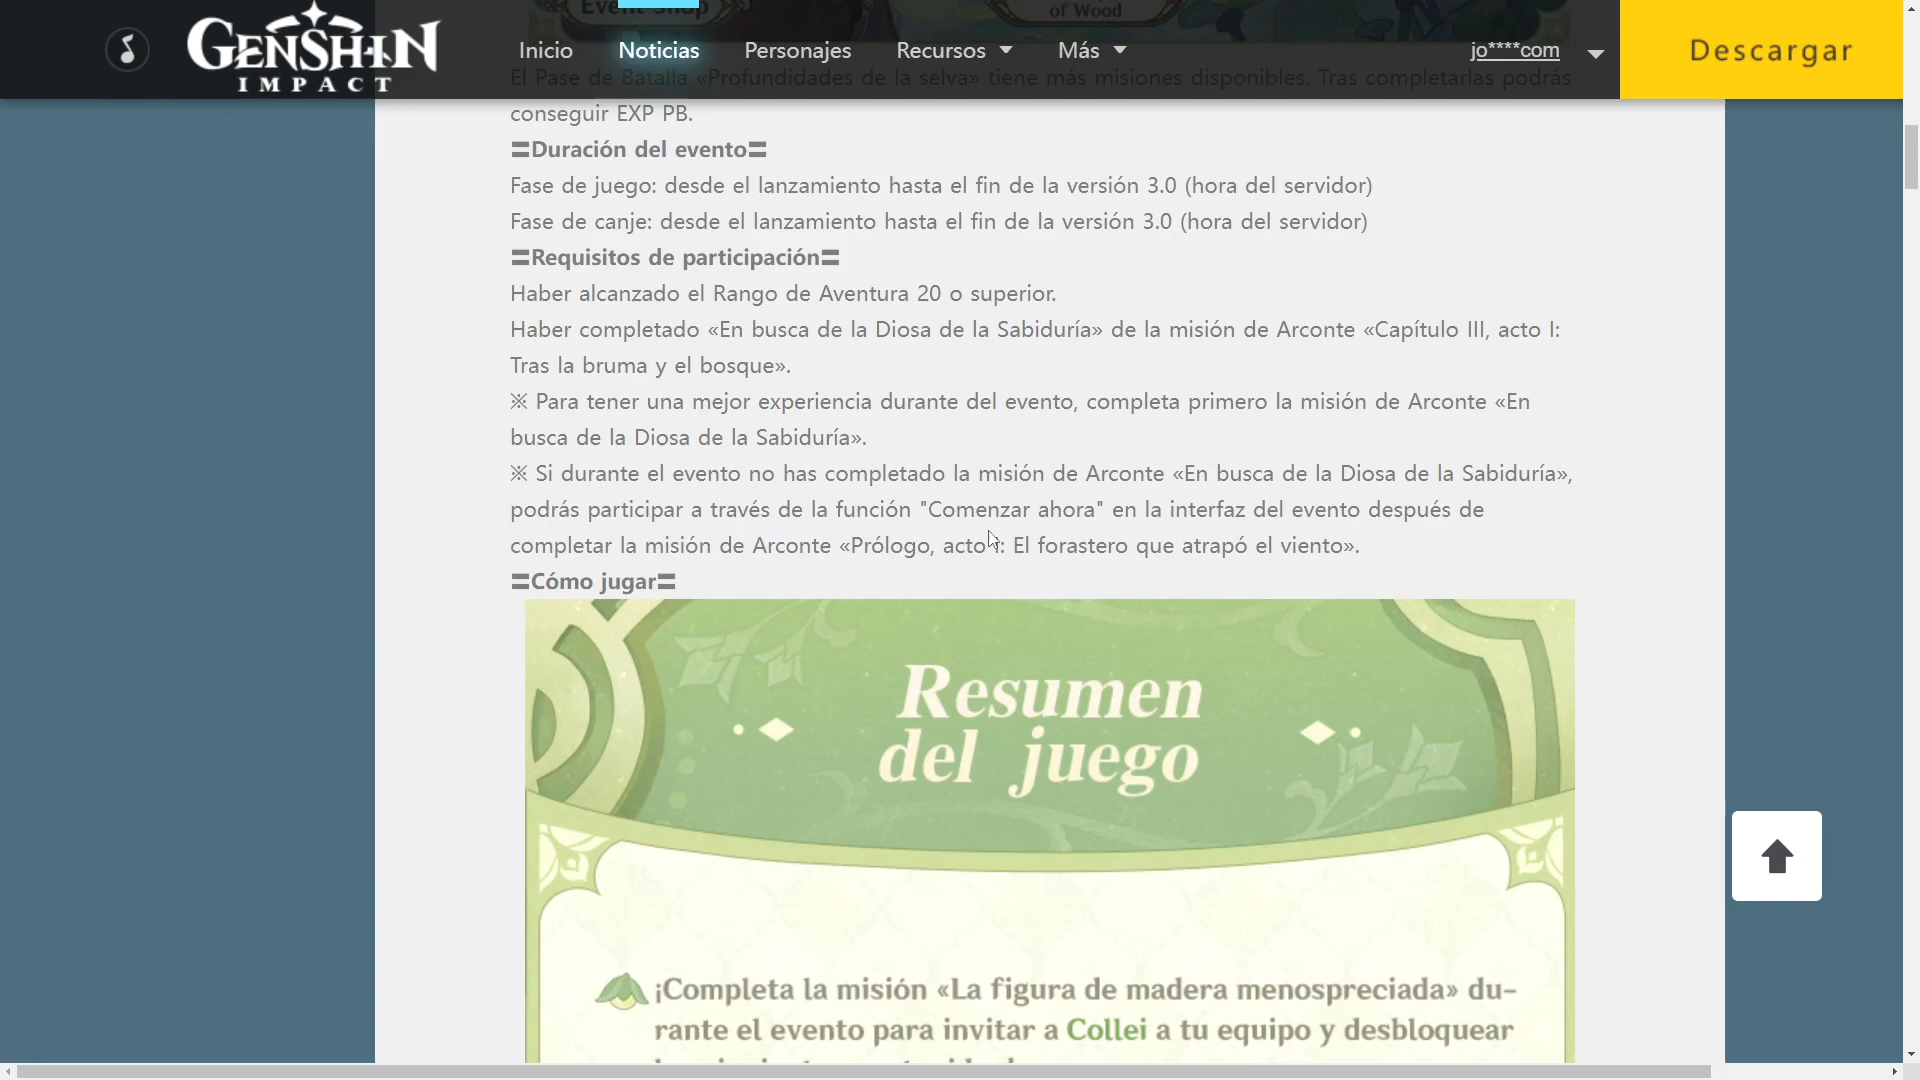 Event Shop
of Wood
GENSHIN
IMPACT
Inicio
Noticias
Personajes
Recursos
Más
jo****com
Descargar
El Pase de Batalla «Profundidades de la selva» tiene más misiones disponibles. Tras completarlas podrás
conseguir EXP PB.
〓Duración del evento〓
Fase de juego: desde el lanzamiento hasta el fin de la versión 3.0 (hora del servidor)
Fase de canje: desde el lanzamiento hasta el fin de la versión 3.0 (hora del servidor)
〓Requisitos de participación〓
Haber alcanzado el Rango de Aventura 20 o superior.
Haber completado «En busca de la Diosa de la Sabiduría» de la misión de Arconte «Capítulo III, acto I:
Tras la bruma y el bosque».
※ Para tener una mejor experiencia durante del evento, completa primero la misión de Arconte «En
busca de la Diosa de la Sabiduría».
※ Si durante el evento no has completado la misión de Arconte «En busca de la Diosa de la Sabiduría»,
podrás participar a través de la función "Comenzar ahora" en la interfaz del evento después de
completar la misión de Arconte «Prólogo, acto I: El forastero que atrapó el viento».
〓Cómo jugar〓
Resumen
del juego
¡Completa la misión «La figura de madera menospreciada» du-
rante el evento para invitar a Collei a tu equipo y desbloquear